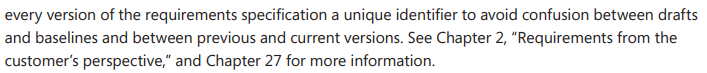 every version of the requirements specification a unique identifier to avoid confusion between drafts
and baselines and between previous and current versions. See Chapter 2, “Requirements from the
customer’s perspective,” and Chapter 27 for more information.